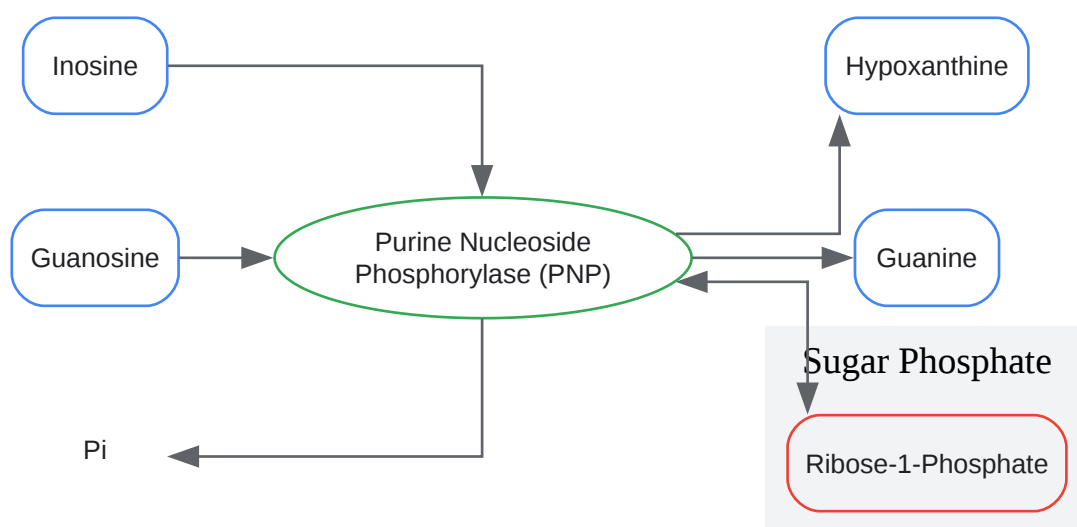 Inosine
Hypoxanthine
Guanosine
Purine Nucleoside
Phosphorylase (PNP)
Guanine
Sugar Phosphate
Pi
Ribose-1-Phosphate